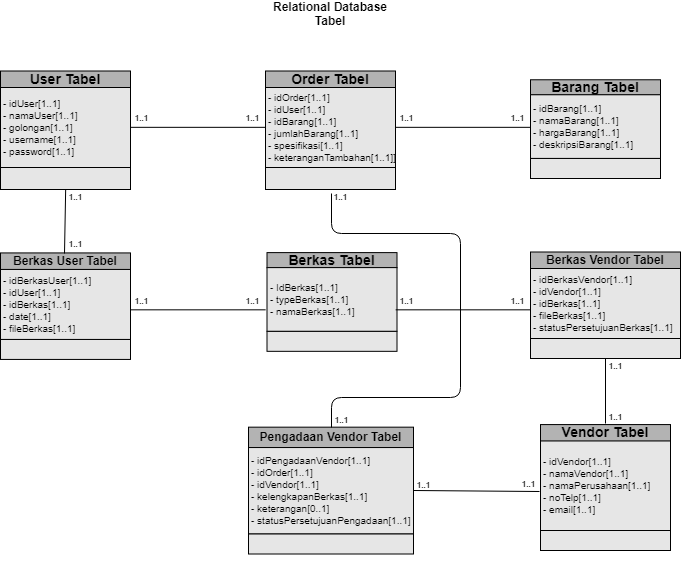 Relational Database
Tabel
User Tabel
- idUser[1..1]
- namaUser[1..1]
- golongan[1..1]
- username[1..1]
- password[1..1]
1..1
1..1
Order Tabel
- idOrder[1..1]
- idUser[1..1]
- idBarang[1..1]
- jumlahBarang[1..1]
- spesifikasi[1..1]
- keteranganTambahan[1..1]]
1..1
1..1
Barang Tabel
- idBarang[1..1]
- namaBarang[1..1]
- hargaBarang[1..1]
- deskripsiBarang[1..1]
1..1
1..1
1..1
Berkas User Tabel
- idBerkasUser[1..1]
- idUser[1..1]
- idBerkas[1..1]
- date[1..1]
- fileBerkas[1..1]
1..1
1..1
Berkas Tabel
- IdBerkas[1..1]
- typeBerkas[1..1]
- namaBerkas[1..1]
1..1
1..1
Berkas Vendor Tabel
- idBerkasVendor[1..1]
- idVendor[1..1]
- idBerkas[1..1]
- fileBerkas[1..1]
- statusPersetujuanBerkas[1..1]
1..1
1..1
1..1
Pengadaan Vendor Tabel
- idPengadaanVendor[1..1]
- idOrder[1..1]
- idVendor[1..1]
- kelengkapanBerkas[1..1]
- keterangan[0..1]
- statusPersetujuanPengadaan[1..1]
1..1
1..1
Vendor Tabel
- idVendor[1..1]
- namaVendor[1..1]
- namaPerusahaan[1..1]
- noTelp[1..1]
- email[1..1]